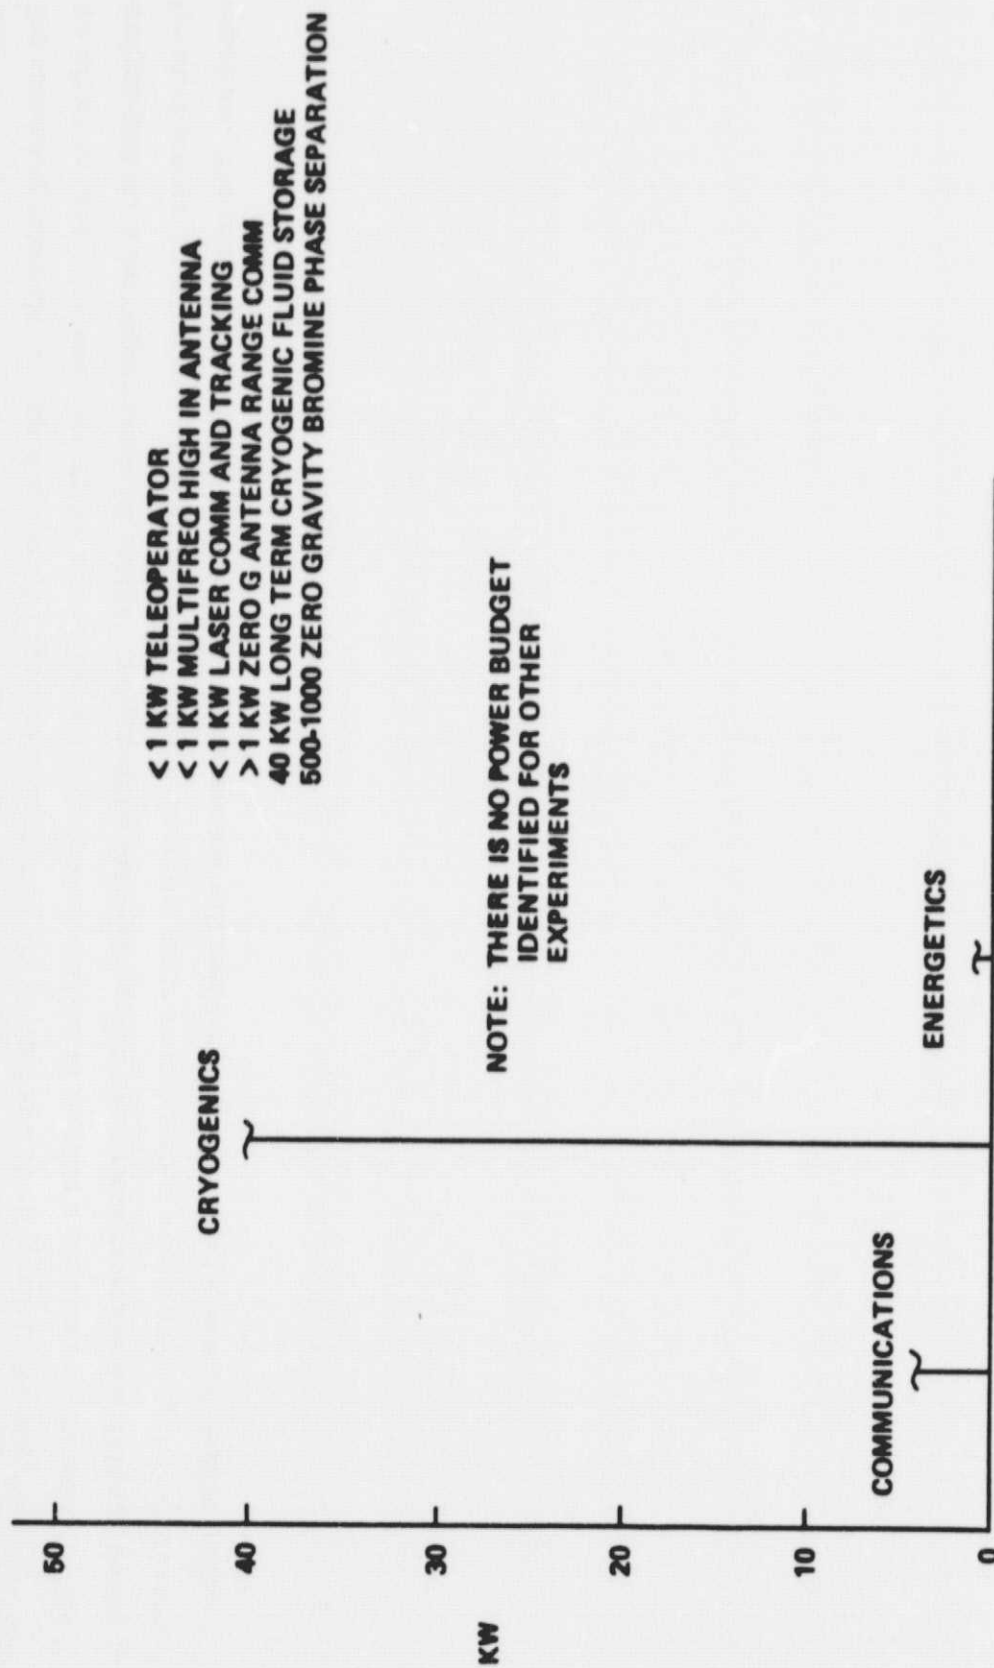 < 1 KW TELEOPERATOR
< 1 KW MULTIFREQ HIGH IN ANTENNA
< 1 KW LASER COMM AND TRACKING
> 1 KW ZERO G ANTENNA RANGE COMM
40 KW LONG TERM CRYOGENIC FLUID STORAGE
500-1000 ZERO GRAVITY BROMINE PHASE SEPARATION
NOTE: THERE IS NO POWER BUDGET
IDENTIFIED FOR OTHER
EXPERIMENTS
CRYOGENICS
COMMUNICATIONS
ENERGETICS
KW
50
40
30
20
10
0